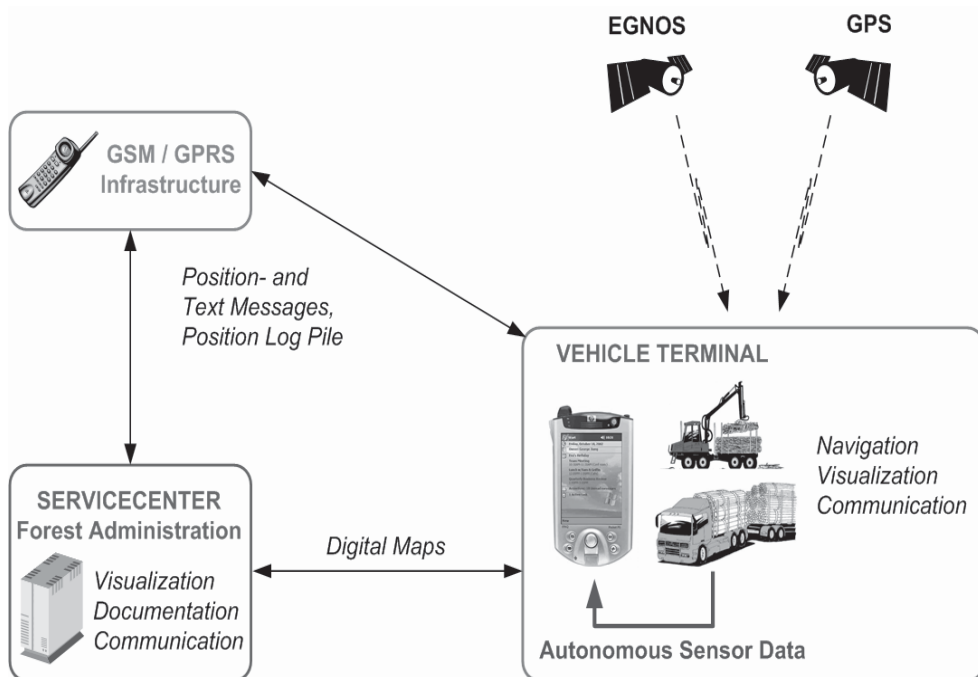 EGNOS
GPS
GSM / GPRS
Infrastructure
Position- and
Text Messages,
Position Log Pile
VEHICLE TERMINAL
Navigation
Visualization
Communication
SERVICECENTER
Forest Administration
Visualization
Documentation
Communication
Digital Maps
Autonomous Sensor Data